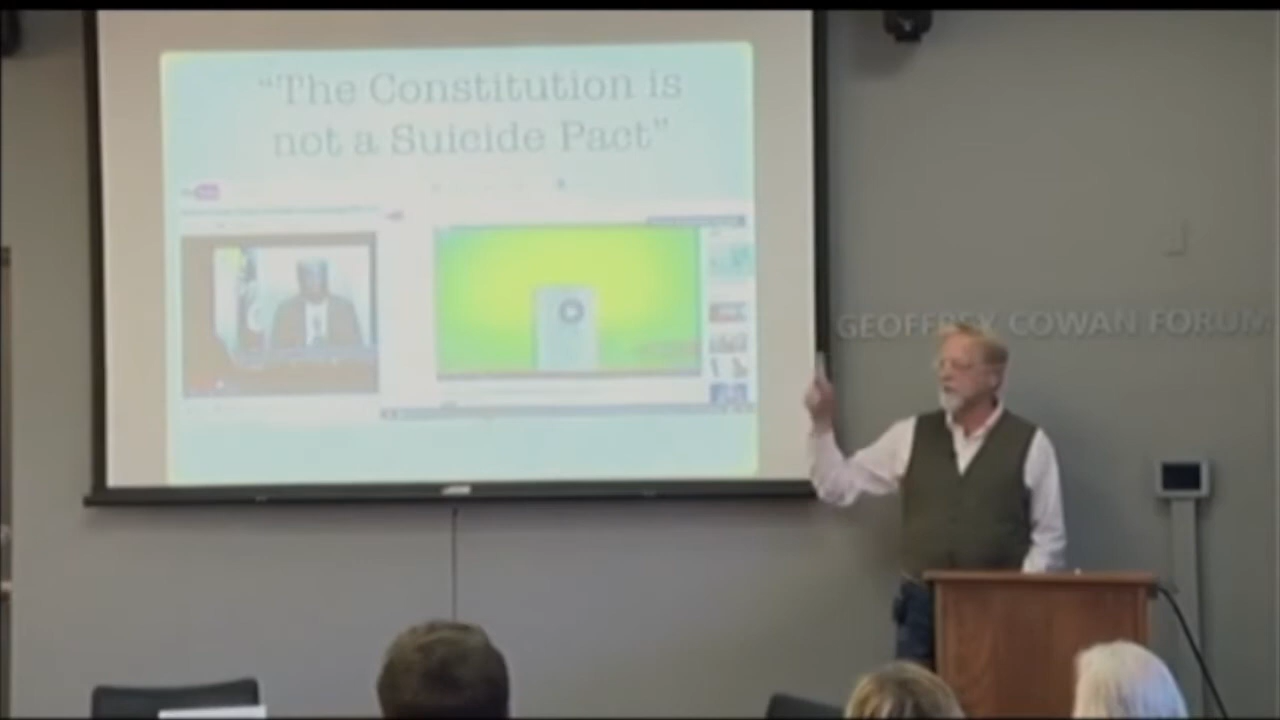 “The Constitution is
not a Suicide Pact”
GEOFFREY COWAN FORUM